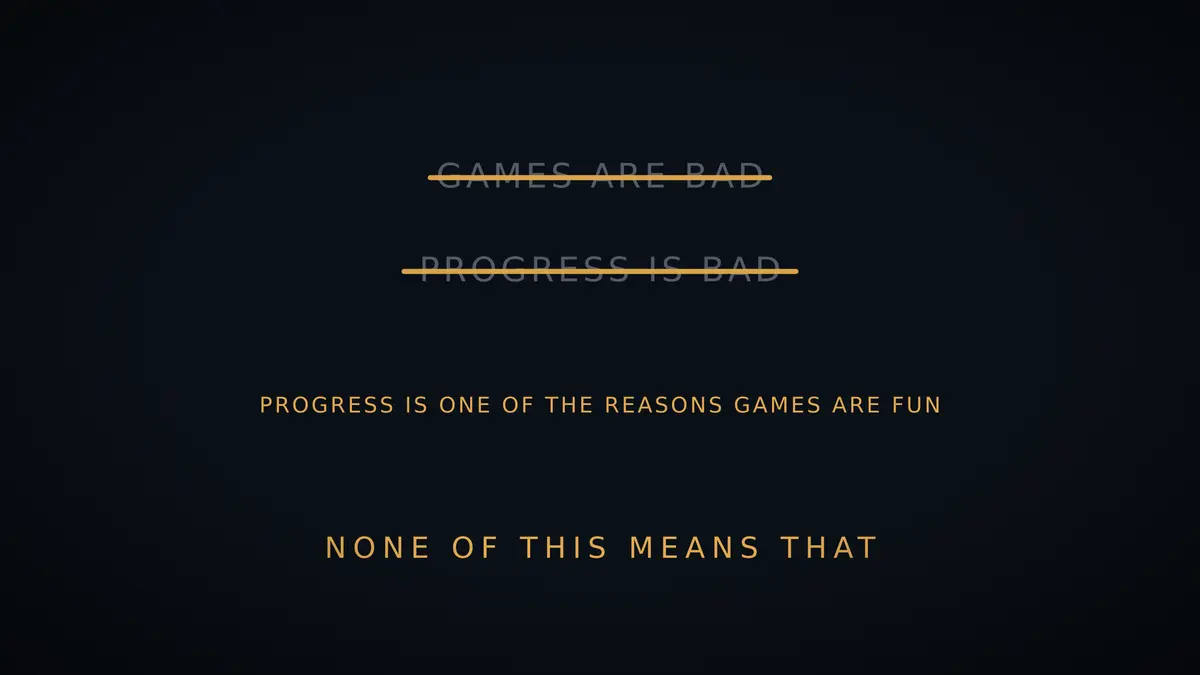 GAMES ARE BAD
PROGRESS IS BAD
PROGRESS IS ONE OF THE REASONS GAMES ARE FUN
NONE OF THIS MEANS THAT